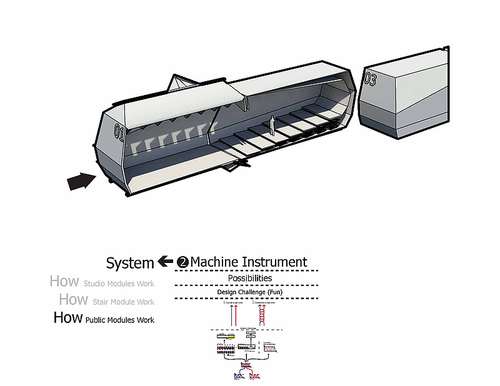 01
03
System ← ❷ Machine Instrument
Possibilities
How Studio Modules Work
Design Challenge (Fun)
How Stair Module Work
How Public Modules Work